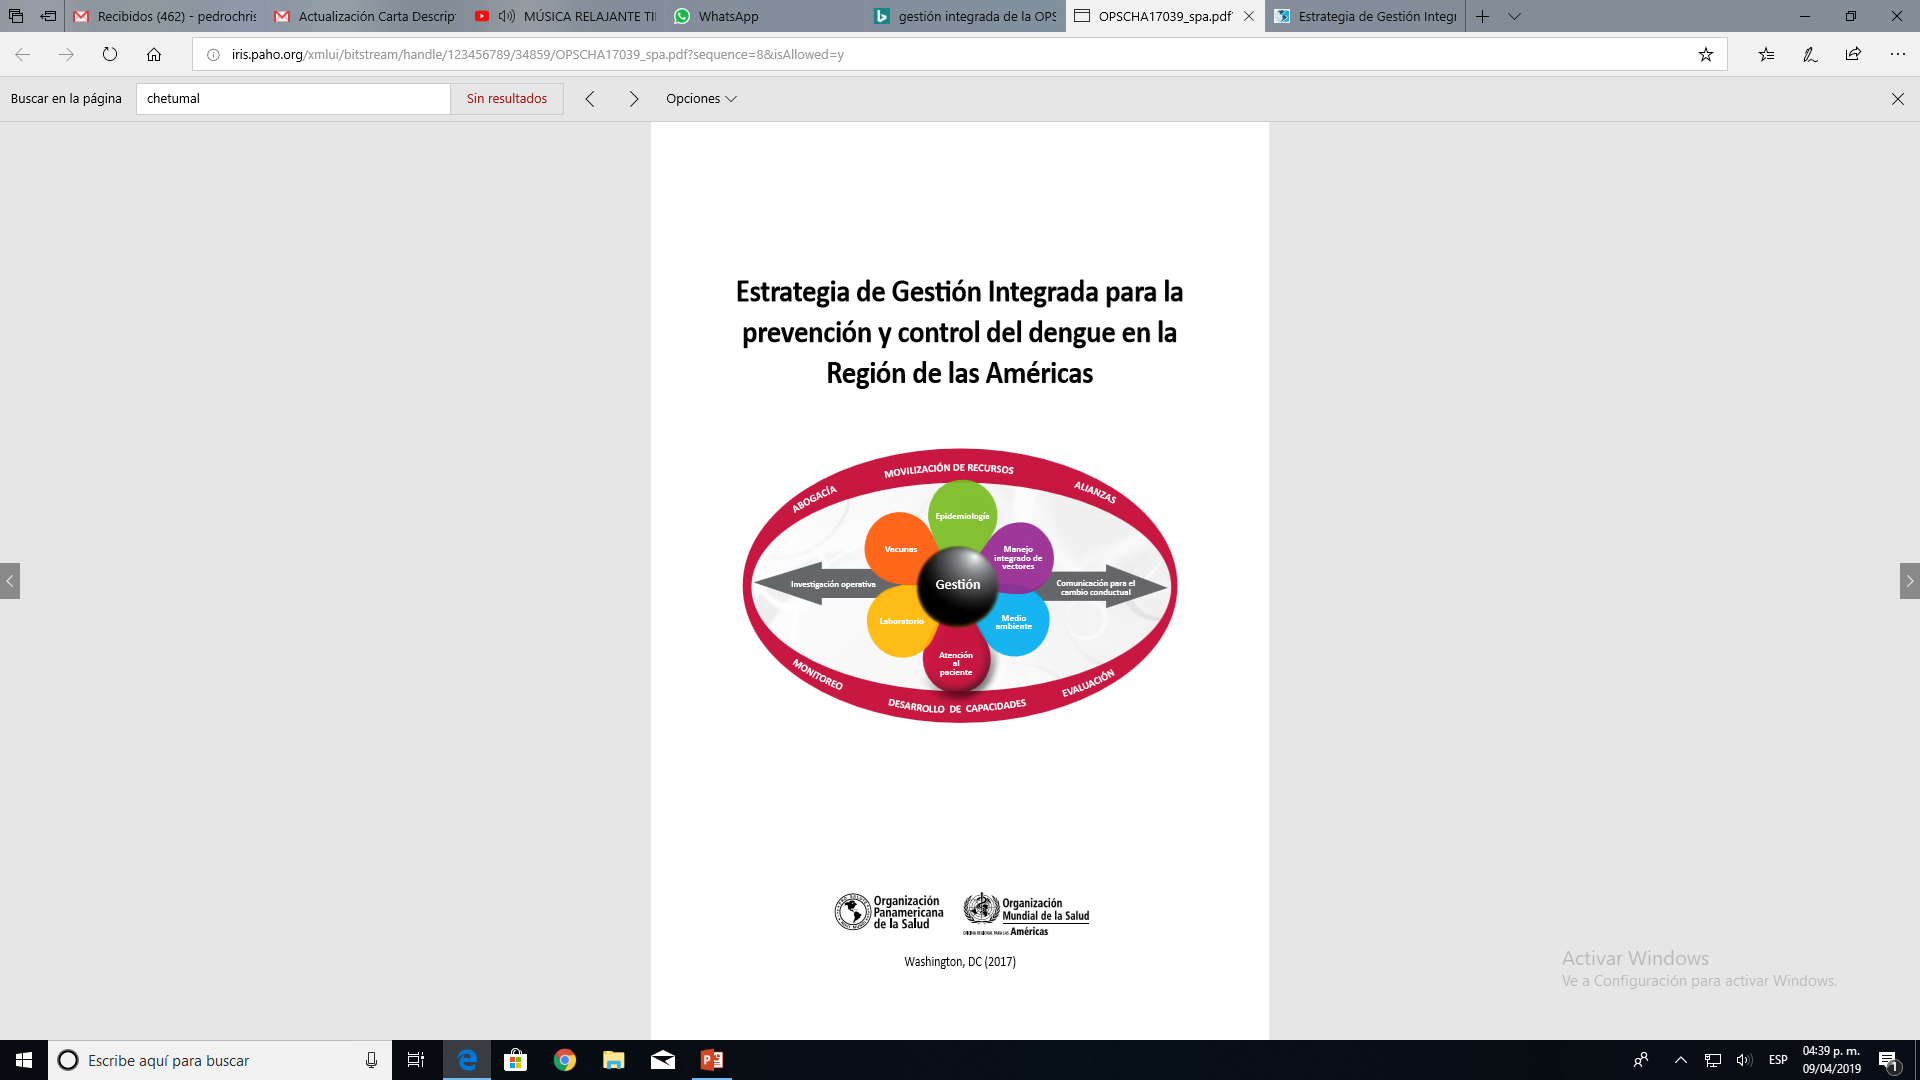 Recibidos (462) - pedrochris
Actualización Carta Descrip
MÚSICA RELAJANTE TI
WhatsApp
gestión integrada de la OPS
OPSCHA17039_spa.pdf
Estrategia de Gestión Integr
iris.paho.org/xmlui/bitstream/handle/123456789/34859/OPSCHA17039_spa.pdf?sequence=8&isAllowed=y
Buscar en la página
chetumal
Sin resultados
Opciones
Estrategia de Gestión Integrada para la
prevención y control del dengue en la
Región de las Américas
ABOGACÍA
MOVILIZACIÓN DE RECURSOS
ALIANZAS
Epidemiología
Vacunas
Manejo
integrado de
vectores
Investigación operativa
Gestión
Comunicación para el
cambio conductual
Laboratorio
Medio
ambiente
Atención
al
paciente
MONITOREO
DESARROLLO DE CAPACIDADES
EVALUACIÓN
Organización
Panamericana
de la Salud
Organización
Mundial de la Salud
OFICINA REGIONAL PARA LAS Américas
Washington, DC (2017)
Activar Windows
Ve a Configuración para activar Windows.
Escribe aquí para buscar
ESP
04:39 p. m.
09/04/2019
1